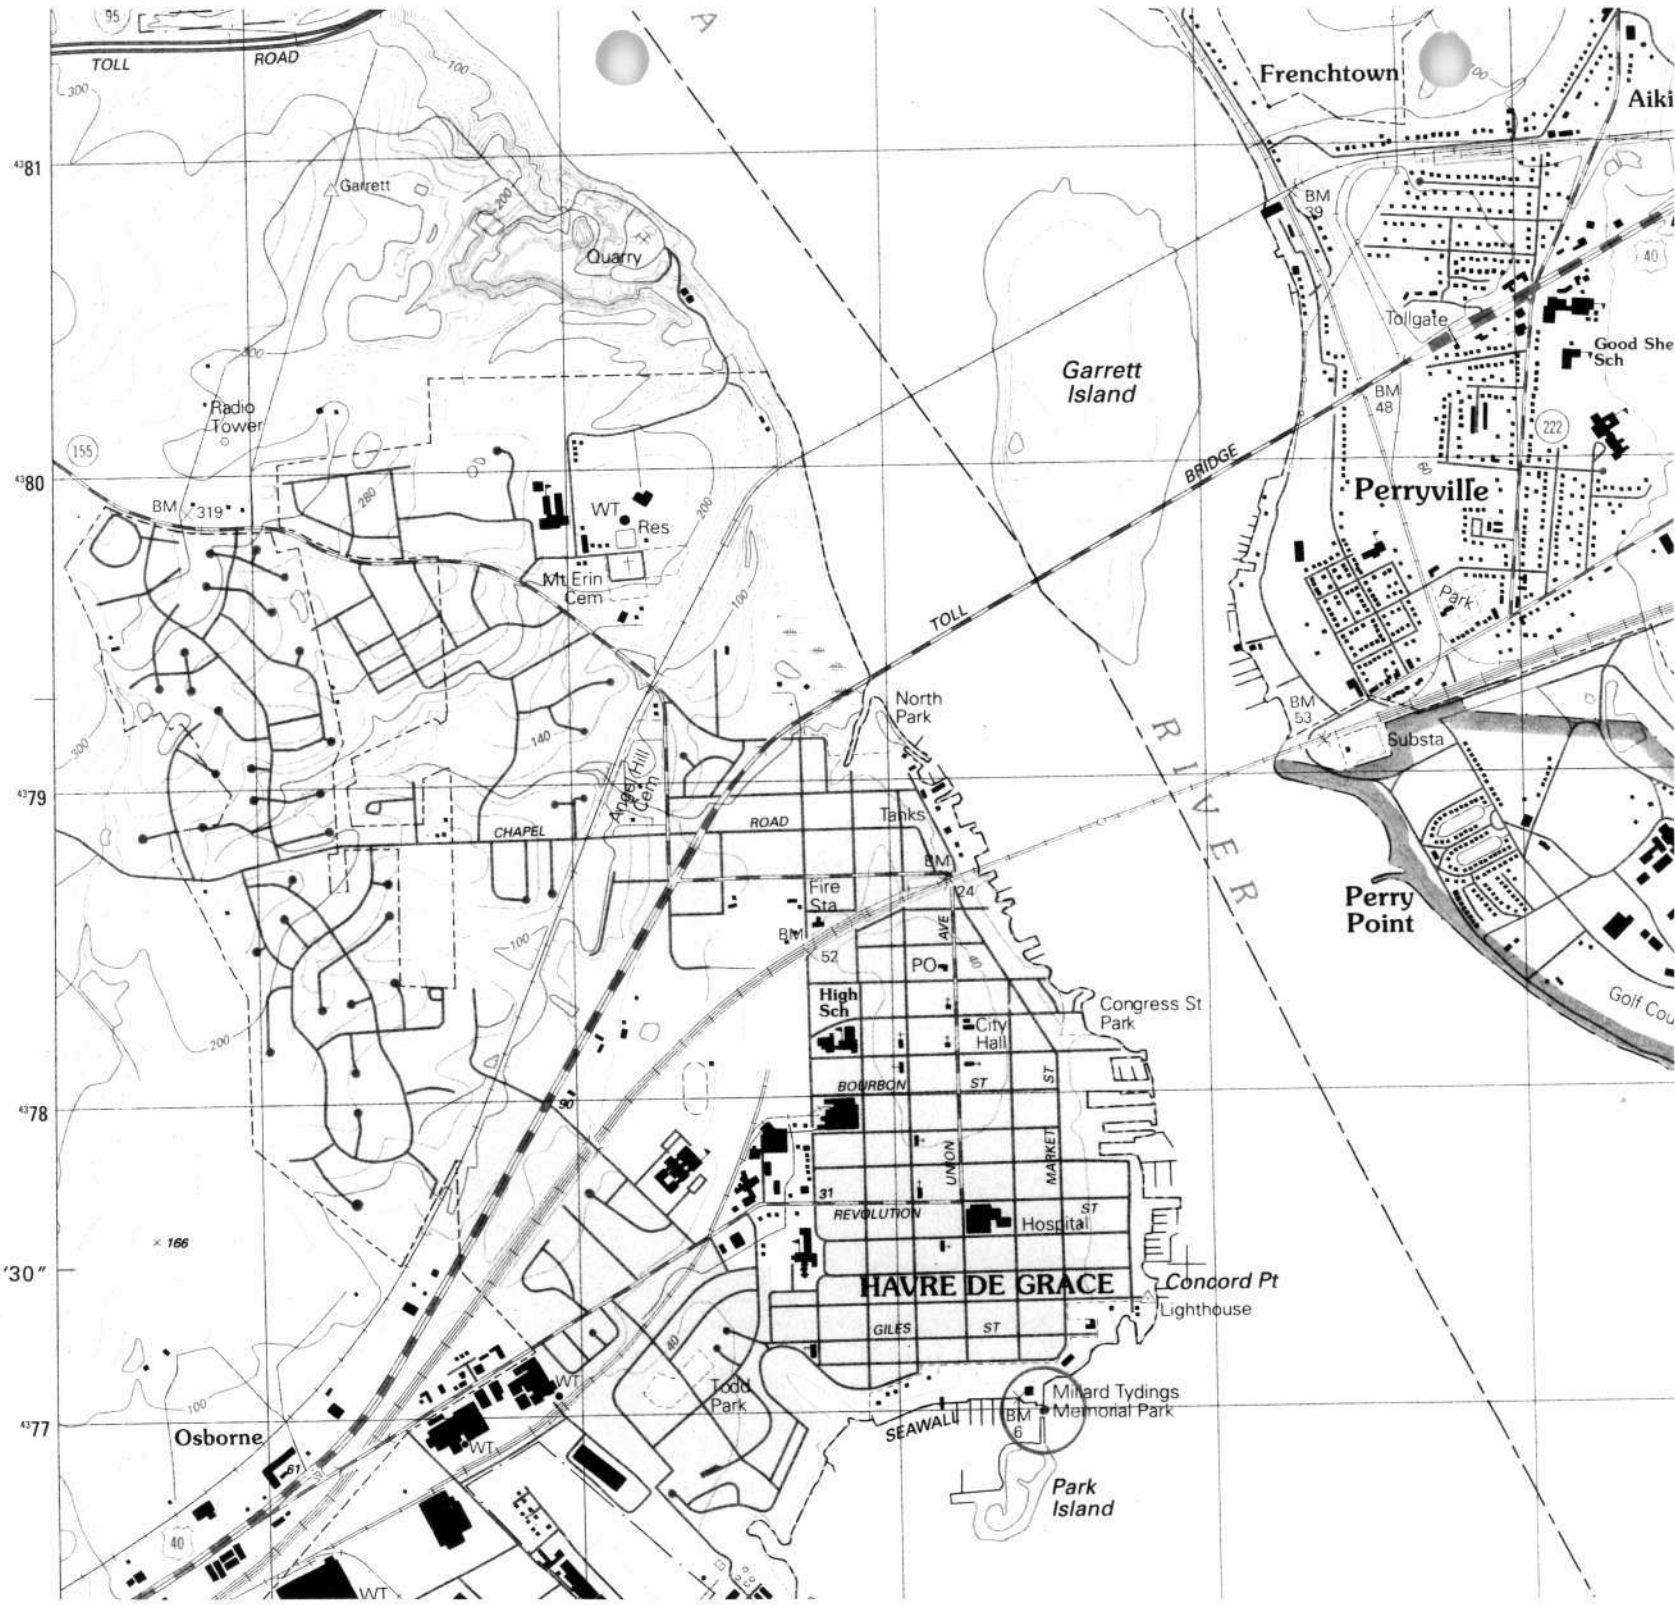 95
TOLL
ROAD
300
100
A
Frenchtown
100
Aiki
4381
Garrett
200
BM
39
Quarry
40
Tollgate
300
Good She
Sch
Garrett
Island
BM
48
Radio
Tower
222
155
BRIDGE
60
4380
Perryville
280
BM
319
WT
Res
200
Mt Erin
Cem
100
Park
TOLL
North
Park
BM
53
300
140
RIVER
Substa
4379
Angel Hill
Cem
CHAPEL
ROAD
Tanks
BM
24
Fire
Sta
Perry
Point
AVE
100
BM
52
PO
40
High
Sch
Congress St
Park
Golf Cou
City
Hall
200
BOURBON
ST
ST
4378
90
UNION
MARKET
31
REVOLUTION
ST
Hospital
166
'30"
HAVRE DE GRACE
Concord Pt
Lighthouse
GILES
ST
40
Todd
Park
WT
Millard Tydings
Memorial Park
BM
6
SEAWALL
100
4377
Osborne
WT
61
Park
Island
40
WT